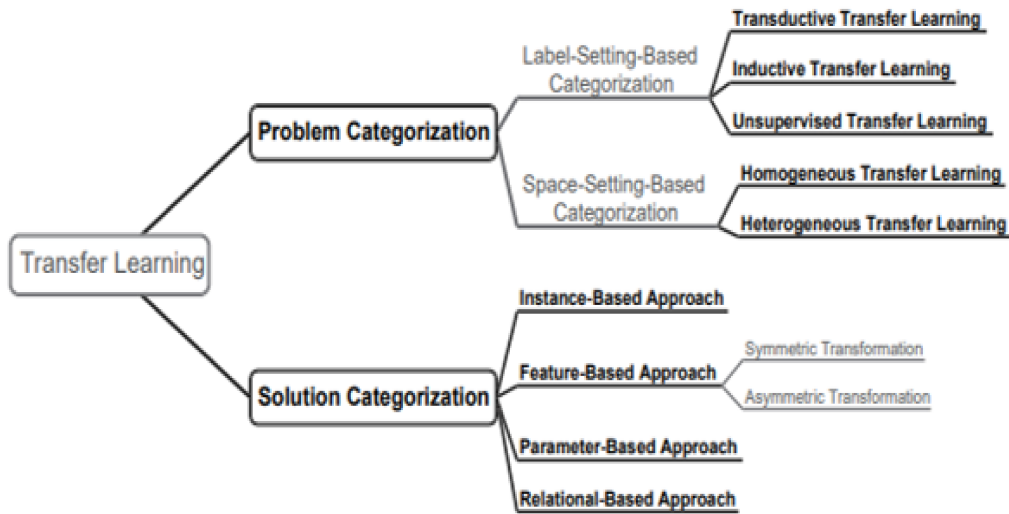 Transfer Learning
Problem Categorization
Label-Setting-Based
Categorization
Transductive Transfer Learning
Inductive Transfer Learning
Unsupervised Transfer Learning
Space-Setting-Based
Categorization
Homogeneous Transfer Learning
Heterogeneous Transfer Learning
Solution Categorization
Instance-Based Approach
Feature-Based Approach
Symmetric Transformation
Asymmetric Transformation
Parameter-Based Approach
Relational-Based Approach